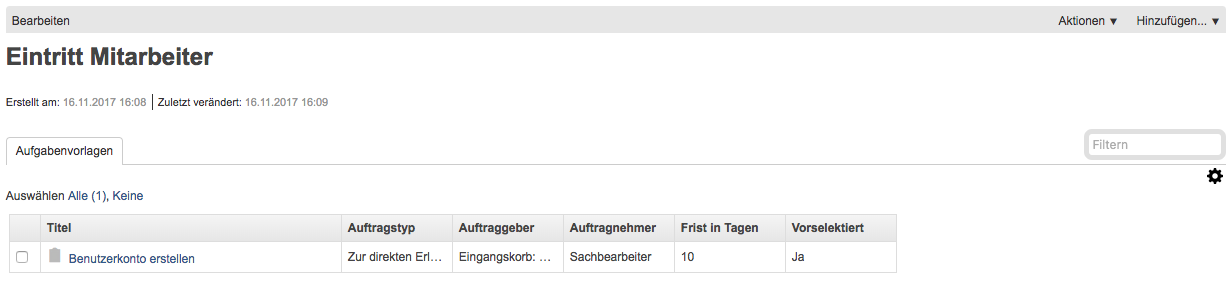 Bearbeiten Aktionen ▼ Hinzufügen... ▼
Eintritt Mitarbeiter
Erstellt am: 16.11.2017 16:08 | Zuletzt verändert: 16.11.2017 16:09
Aufgabenvorlagen Filtern
Auswählen Alle (1), Keine
Titel Auftragstyp Auftraggeber Auftragnehmer Frist in Tagen Vorselektiert
Benutzerkonto erstellen Zur direkten Erl... Eingangskorb: ... Sachbearbeiter 10 Ja